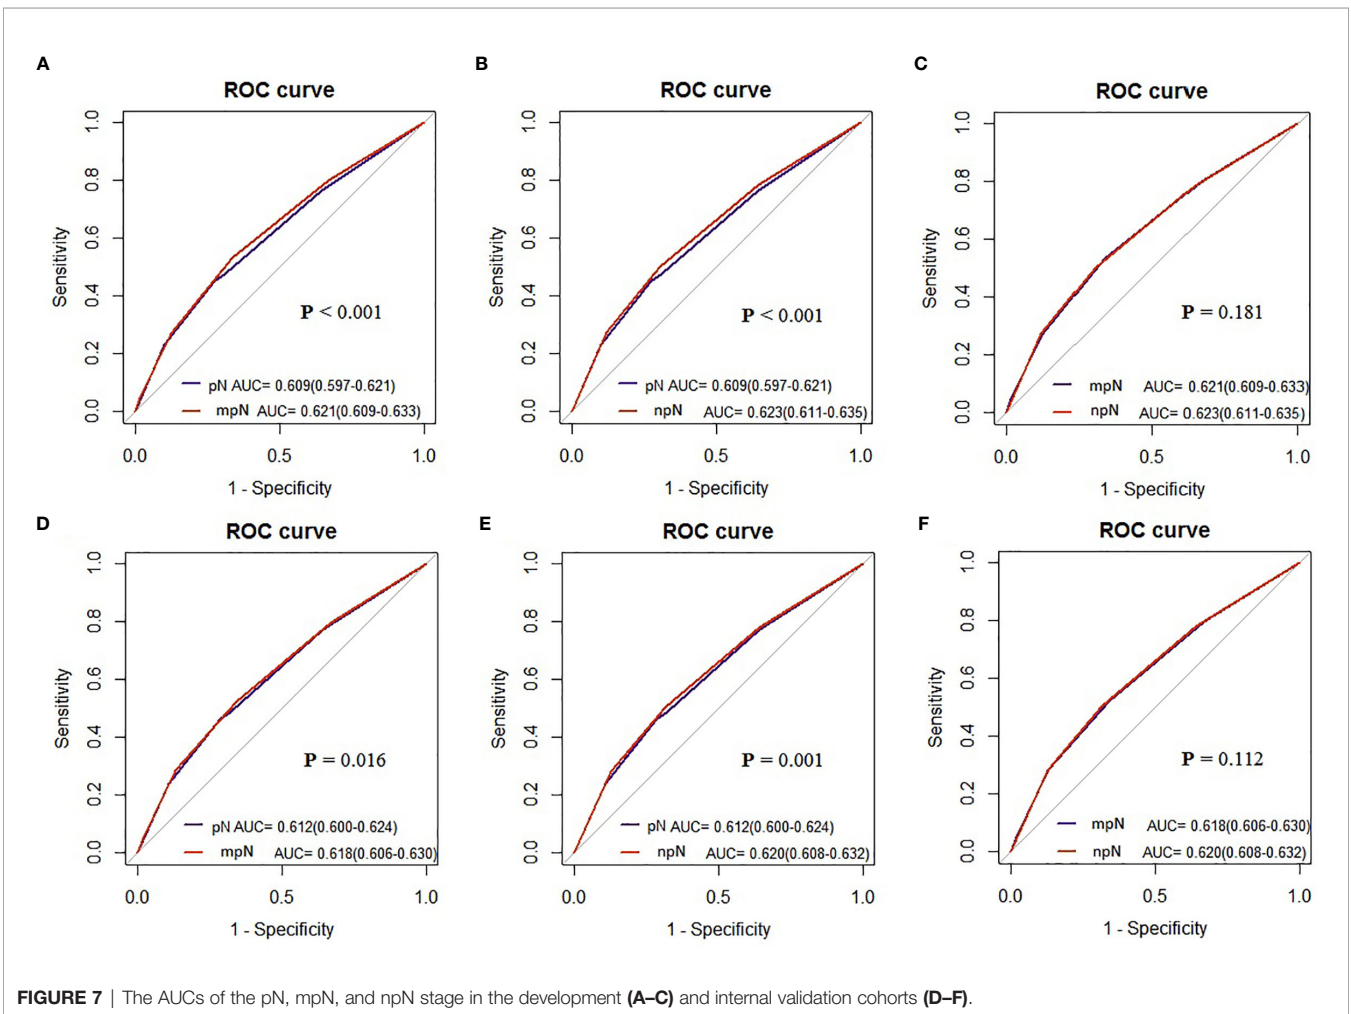 A
ROC curve
Sensitivity
0.0 0.2 0.4 0.6 0.8 1.0
P < 0.001
pN AUC= 0.609(0.597-0.621)
mpN AUC= 0.621(0.609-0.633)
0.0 0.5 1.0
1 - Specificity
B
ROC curve
Sensitivity
0.0 0.2 0.4 0.6 0.8 1.0
P < 0.001
pN AUC= 0.609(0.597-0.621)
npN AUC= 0.623(0.611-0.635)
0.0 0.5 1.0
1 - Specificity
C
ROC curve
Sensitivity
0.0 0.2 0.4 0.6 0.8 1.0
P = 0.181
mpN AUC= 0.621(0.609-0.633)
npN AUC= 0.623(0.611-0.635)
0.0 0.5 1.0
1 - Specificity
D
ROC curve
Sensitivity
0.0 0.2 0.4 0.6 0.8 1.0
P = 0.016
pN AUC= 0.612(0.600-0.624)
mpN AUC= 0.618(0.606-0.630)
0.0 0.5 1.0
1 - Specificity
E
ROC curve
Sensitivity
0.0 0.2 0.4 0.6 0.8 1.0
P = 0.001
pN AUC= 0.612(0.600-0.624)
npN AUC= 0.620(0.608-0.632)
0.0 0.5 1.0
1 - Specificity
F
ROC curve
Sensitivity
0.0 0.2 0.4 0.6 0.8 1.0
P = 0.112
mpN AUC= 0.618(0.606-0.630)
npN AUC= 0.620(0.608-0.632)
0.0 0.5 1.0
1 - Specificity
FIGURE 7 | The AUCs of the pN, mpN, and npN stage in the development (A–C) and internal validation cohorts (D–F).